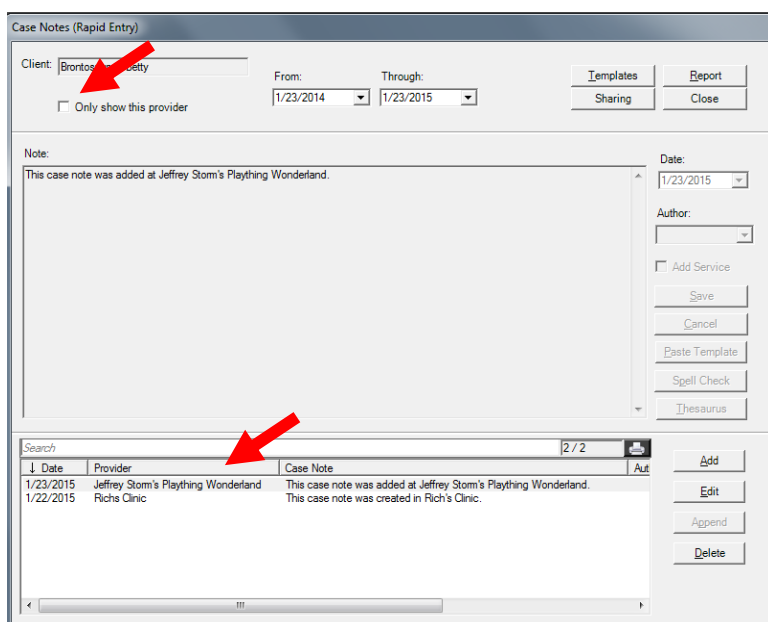 Case Notes (Rapid Entry)
Client: Brontos etty
From: Through:
Templates Report
1/23/2014 1/23/2015
Only show this provider
Sharing Close
Note:
Date:
This case note was added at Jeffrey Storm's Plaything Wonderland.
1/23/2015
Author:
Add Service
Save
Cancel
Paste Template
Spell Check
Thesaurus
Search 2 / 2
↓ Date Provider Case Note Aut
1/23/2015 Jeffrey Storm's Plaything Wonderland This case note was added at Jeffrey Storm's Plaything Wonderland.
1/22/2015 Richs Clinic This case note was created in Rich's Clinic.
Add
Edit
Append
Delete